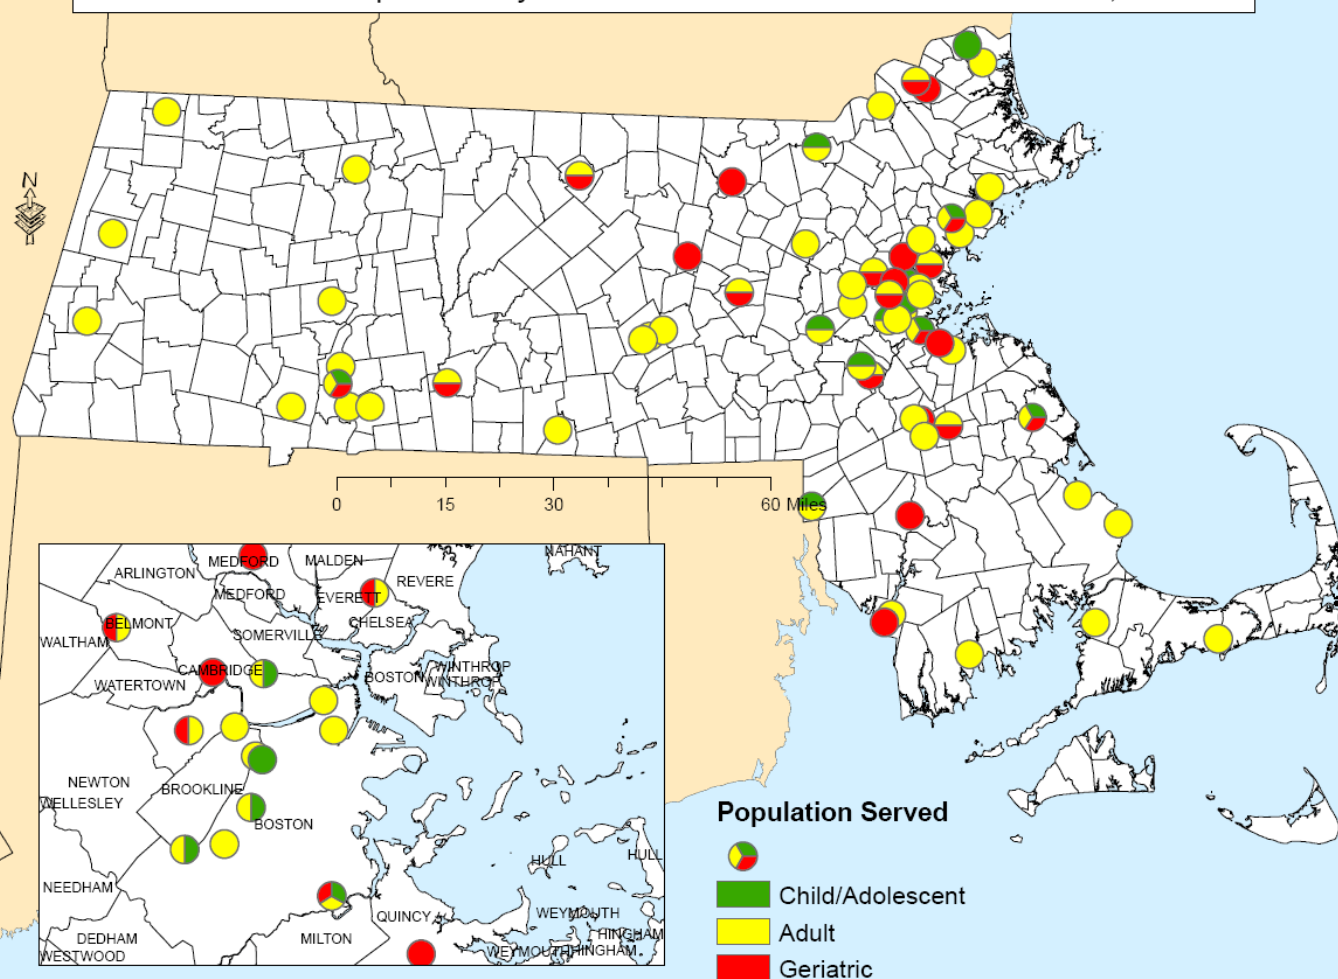 N
0 15 30 60 Miles
NAHANT
MEDFORD
MALDEN
ARLINGTON
REVERE
MEDFORD
EVERETT
BELMONT
CHELSEA
SOMERVILLE
WALTHAM
CAMBRIDGE
WINTHROP
BOSTON
WINTHROP
WATERTOWN
NEWTON
BROOKLINE
WELLESLEY
BOSTON
HULL
HULL
NEEDHAM
QUINCY
WEYMOUTH
HINGHAM
DEDHAM
MILTON
WEYMOUTH
HINGHAM
WESTWOOD
Population Served
Child/Adolescent
Adult
Geriatric